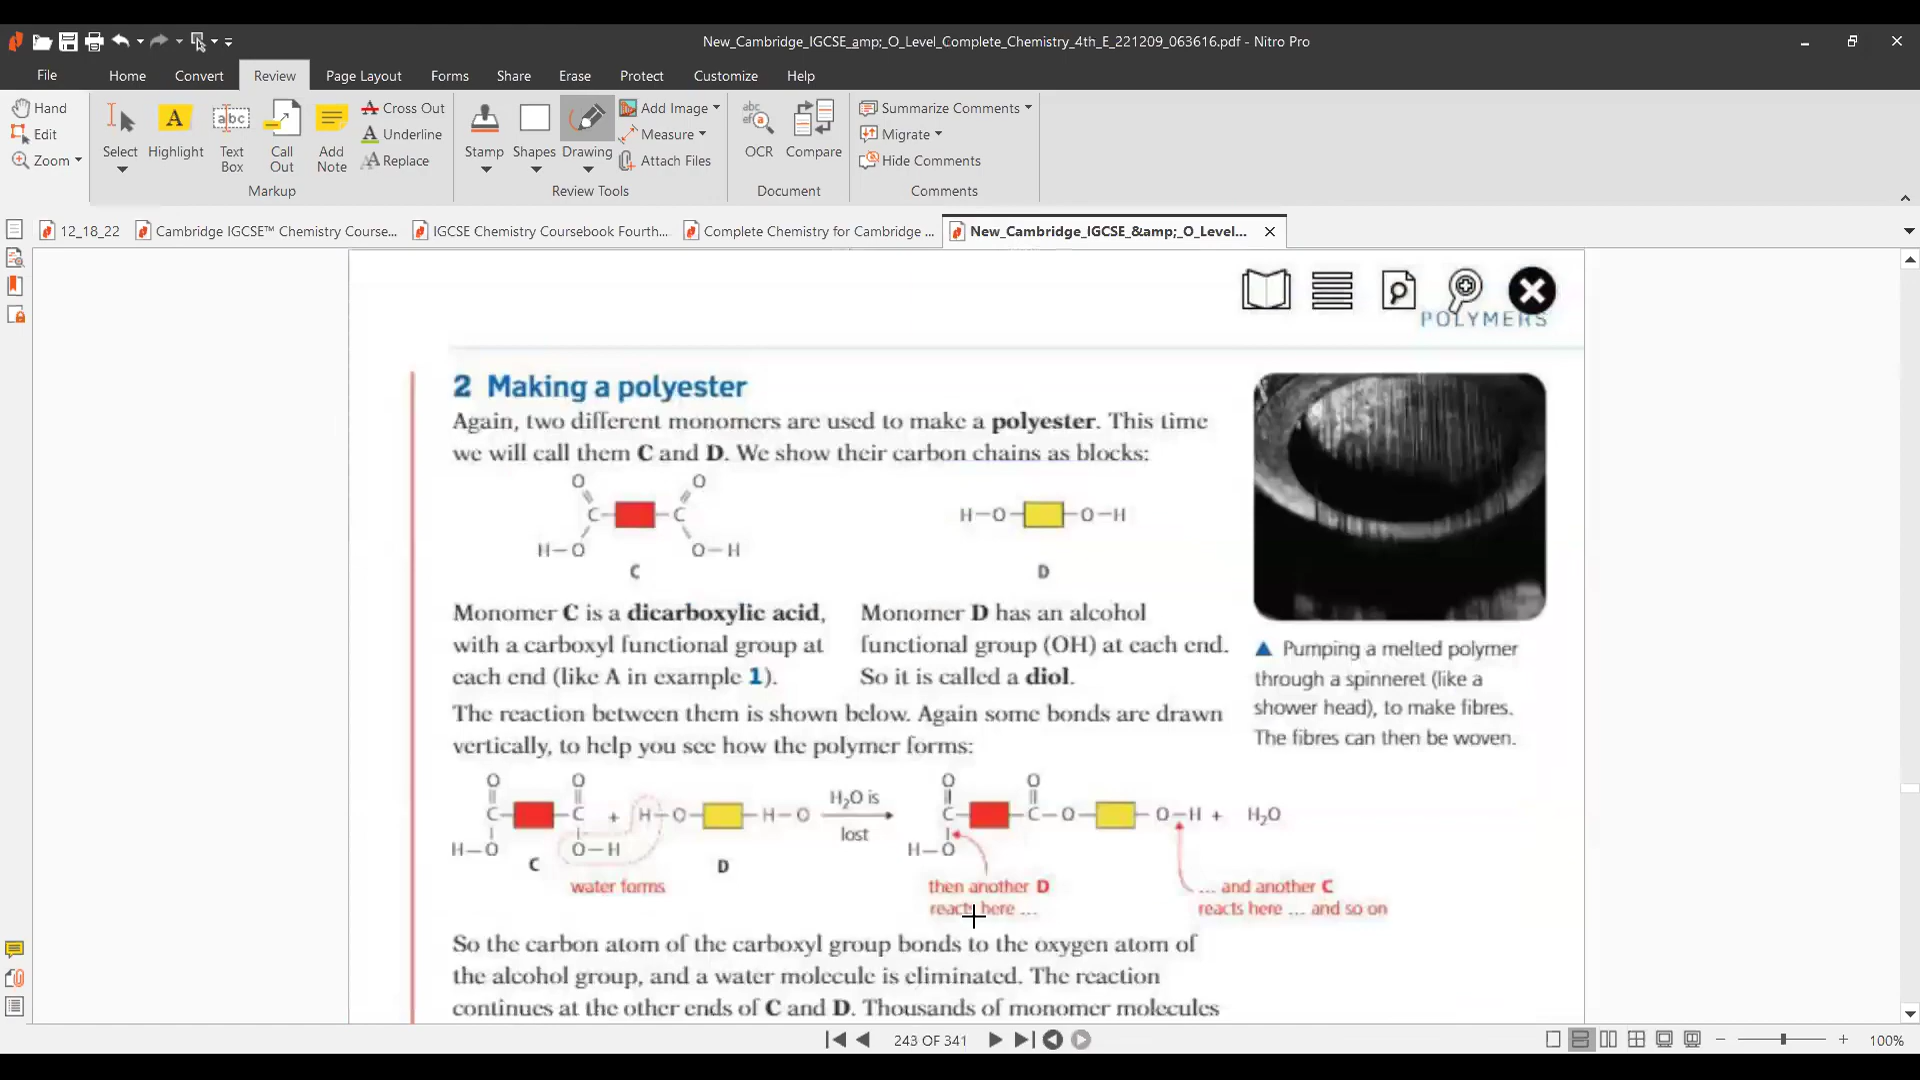 New_Cambridge_IGCSE_amp;_O_Level_Complete_Chemistry_4th_E_221209_063616.pdf - Nitro Pro
File Home Convert Review Page Layout Forms Share Erase Protect Customize Help
Hand
Edit
Zoom
Select
Highlight
Text Box
Call Out
Add Note
Cross Out
Underline
Replace
Markup
Stamp
Shapes
Drawing
Add Image
Measure
Attach Files
Review Tools
OCR
Compare
Document
Summarize Comments
Migrate
Hide Comments
Comments
12_18_22 Cambridge IGCSE™ Chemistry Course... IGCSE Chemistry Coursebook Fourth... Complete Chemistry for Cambridge ... New_Cambridge_IGCSE_&amp;_O_Level...
POLYMERS
2 Making a polyester
Again, two different monomers are used to make a polyester. This time
we will call them C and D. We show their carbon chains as blocks:
O O
C C H–O O–H
H–O O–H
C D
Monomer C is a dicarboxylic acid,
with a carboxyl functional group at
each end (like A in example 1).
Monomer D has an alcohol
functional group (OH) at each end.
So it is called a diol.
▲ Pumping a melted polymer
through a spinneret (like a
shower head), to make fibres.
The fibres can then be woven.
The reaction between them is shown below. Again some bonds are drawn
vertically, to help you see how the polymer forms:
O O H₂O is O O
C C + H–O H–O lost C C–O O–H + H₂O
H–O O–H H–O
C D
water forms
then another D
reacts here ...
... and another C
reacts here ... and so on
So the carbon atom of the carboxyl group bonds to the oxygen atom of
the alcohol group, and a water molecule is eliminated. The reaction
continues at the other ends of C and D. Thousands of monomer molecules
243 OF 341
100%